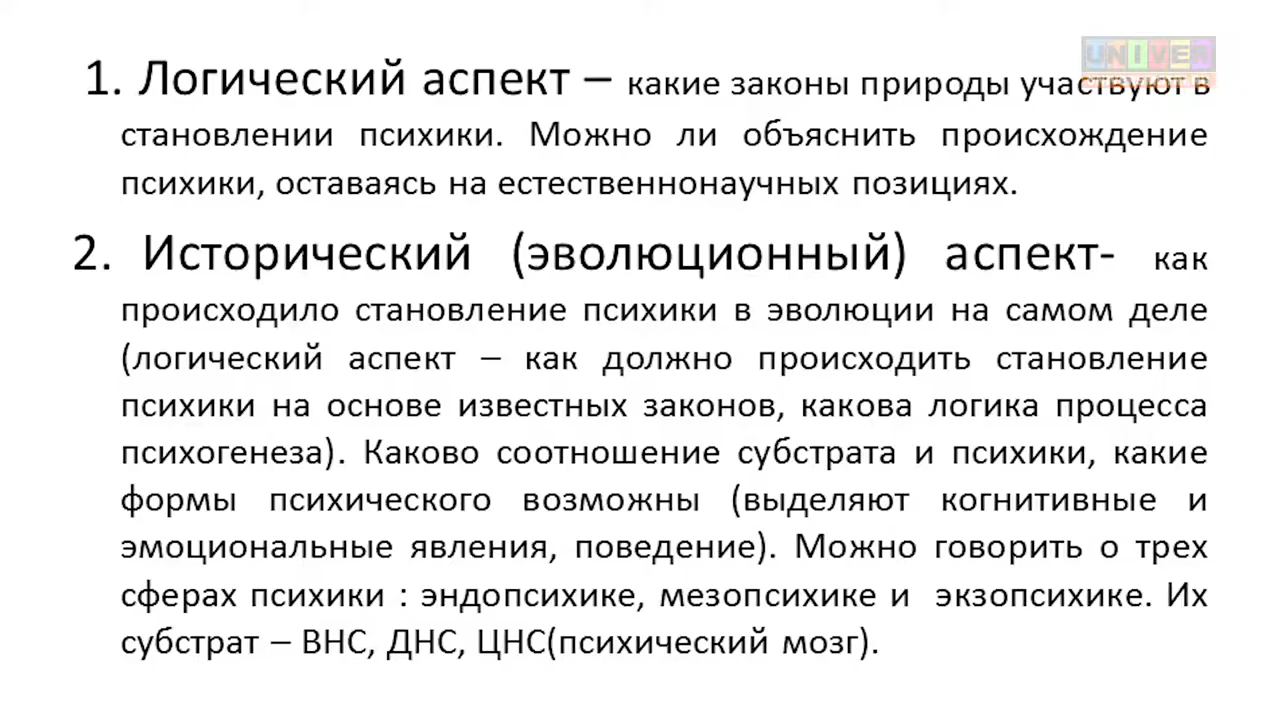 UNIVER
1. Логический аспект – какие законы природы участвуют в
становлении психики. Можно ли объяснить происхождение
психики, оставаясь на естественнонаучных позициях.
2. Исторический (эволюционный) аспект- как
происходило становление психики в эволюции на самом деле
(логический аспект – как должно происходить становление
психики на основе известных законов, какова логика процесса
психогенеза). Каково соотношение субстрата и психики, какие
формы психического возможны (выделяют когнитивные и
эмоциональные явления, поведение). Можно говорить о трех
сферах психики : эндопсихике, мезопсихике и экзопсихике. Их
субстрат – ВНС, ДНС, ЦНС(психический мозг).